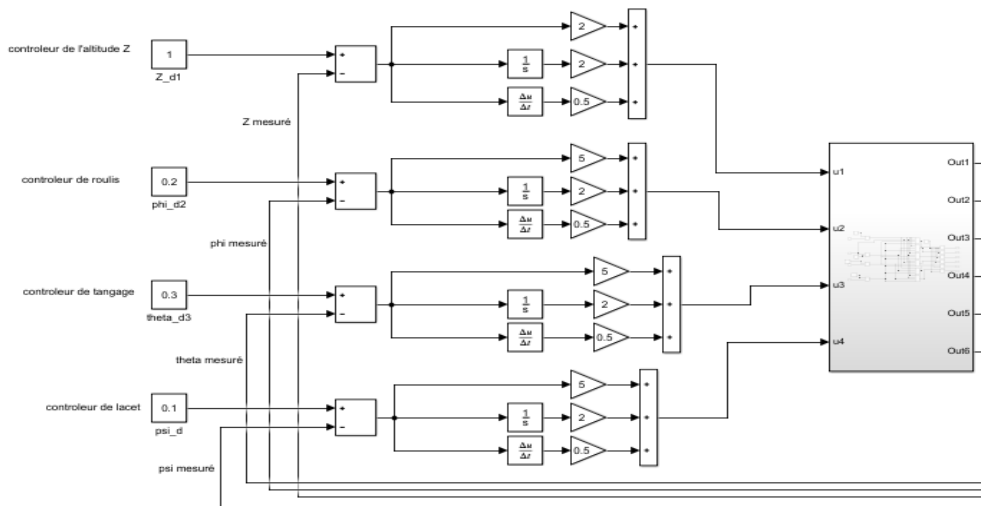 controleur de l'altitude Z
1
Z_d1
+
−
Z mesuré
2
1/s
2
Δu/Δt
0.5
+
+
+
controleur de roulis
0.2
phi_d2
+
−
phi mesuré
5
1/s
2
Δu/Δt
0.5
+
+
+
controleur de tangage
0.3
theta_d3
+
−
theta mesuré
5
1/s
2
Δu/Δt
0.5
+
+
+
controleur de lacet
0.1
psi_d
+
−
psi mesuré
5
1/s
2
Δu/Δt
0.5
+
+
+
u1
u2
u3
u4
Out1
Out2
Out3
Out4
Out5
Out6